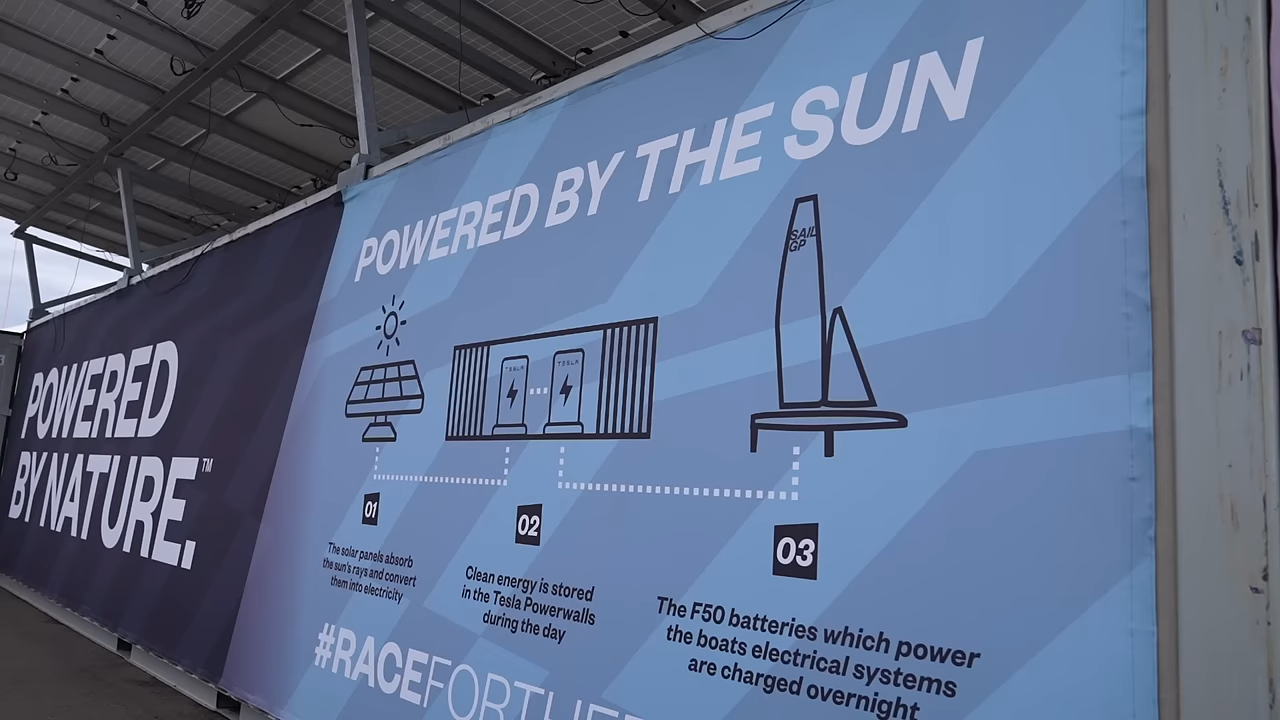 POWERED
BY NATURE.™
POWERED BY THE SUN
SAIL
GP
TESLA
TESLA
01
The solar panels absorb
the sun's rays and convert
them into electricity
02
Clean energy is stored
in the Tesla Powerwalls
during the day
03
The F50 batteries which power
the boats electrical systems
are charged overnight
#RACEFORTHE